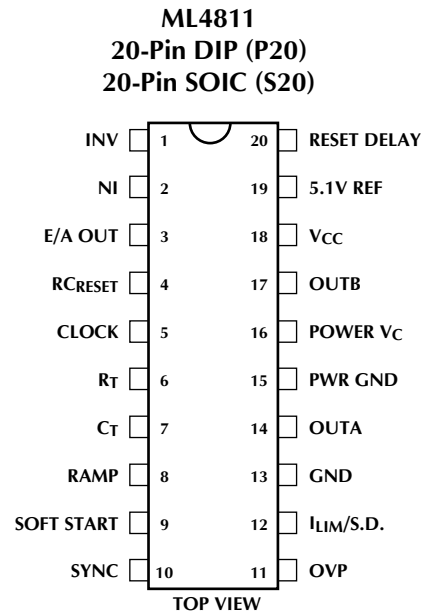 ML4811
20-Pin DIP (P20)
20-Pin SOIC (S20)
INV 1 20 RESET DELAY
NI 2 19 5.1V REF
E/A OUT 3 18 VCC
RCRESET 4 17 OUTB
CLOCK 5 16 POWER VC
RT 6 15 PWR GND
CT 7 14 OUTA
RAMP 8 13 GND
SOFT START 9 12 ILIM/S.D.
SYNC 10 11 OVP
TOP VIEW